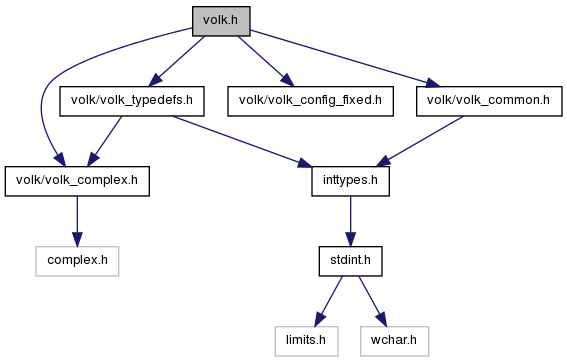 volk.h
volk/volk_typedefs.h
volk/volk_config_fixed.h
volk/volk_common.h
volk/volk_complex.h
inttypes.h
complex.h
stdint.h
limits.h
wchar.h